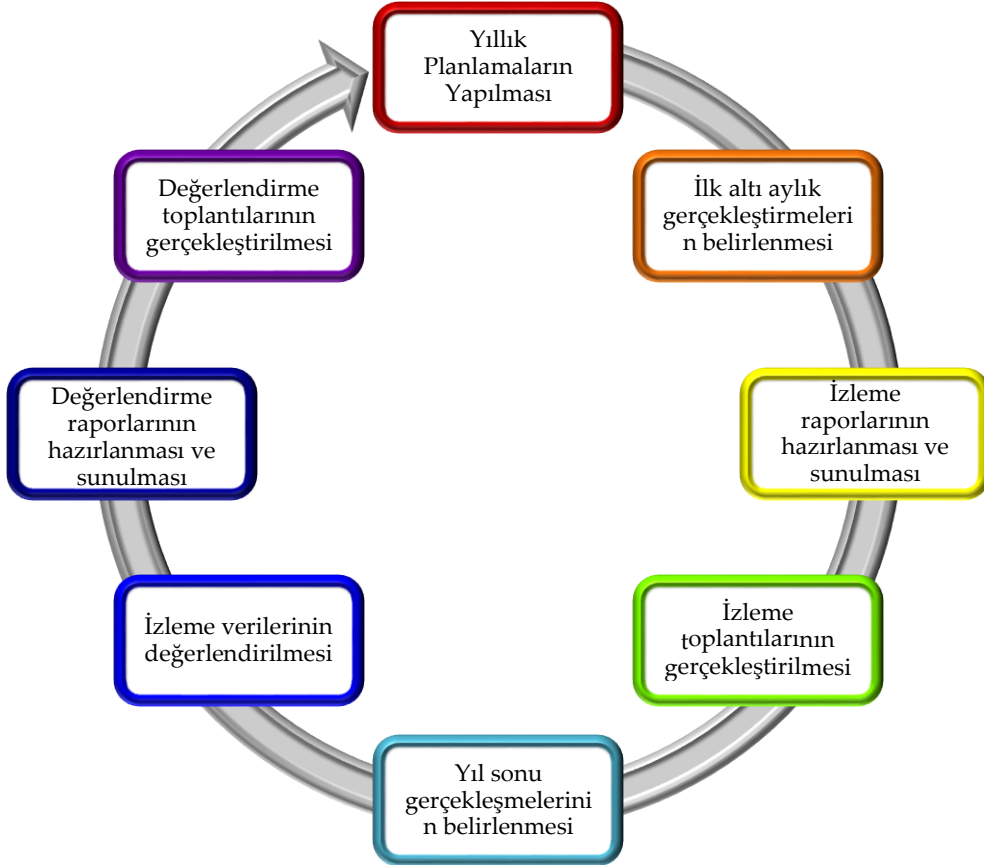 Yıllık
Planlamaların
Yapılması
İlk altı aylık
gerçekleştirmeleri
n belirlenmesi
İzleme
raporlarının
hazırlanması ve
sunulması
İzleme
toplantılarının
gerçekleştirilmesi
Yıl sonu
gerçekleşmelerini
n belirlenmesi
İzleme verilerinin
değerlendirilmesi
Değerlendirme
raporlarının
hazırlanması ve
sunulması
Değerlendirme
toplantılarının
gerçekleştirilmesi